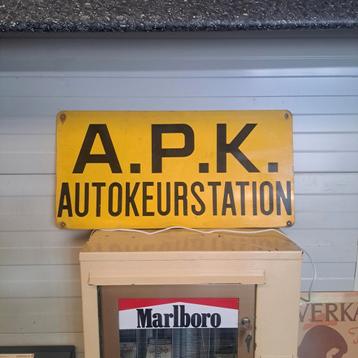 A.P.K.
AUTOKEURSTATION
Marlboro
VERKA